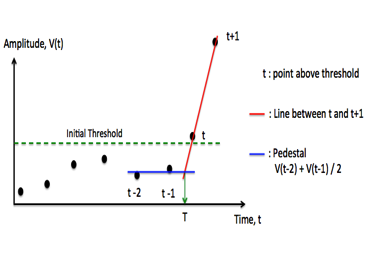 t+1
Amplitude, V(t)
t : point above threshold
: Line between t and t+1
Initial Threshold
t
: Pedestal
V(t-2) + V(t-1) / 2
t -2
t -1
T
Time, t